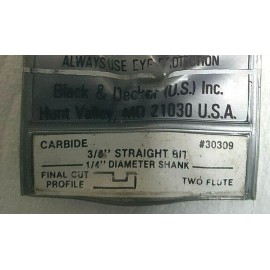 ALWAYS USE EYE PROTECTION
Black & Decker (U.S.) Inc.
Hunt Valley, MD 21030 U.S.A.
CARBIDE #30309
3/8" STRAIGHT BIT
1/4" DIAMETER SHANK
FINAL CUT TWO FLUTE
PROFILE